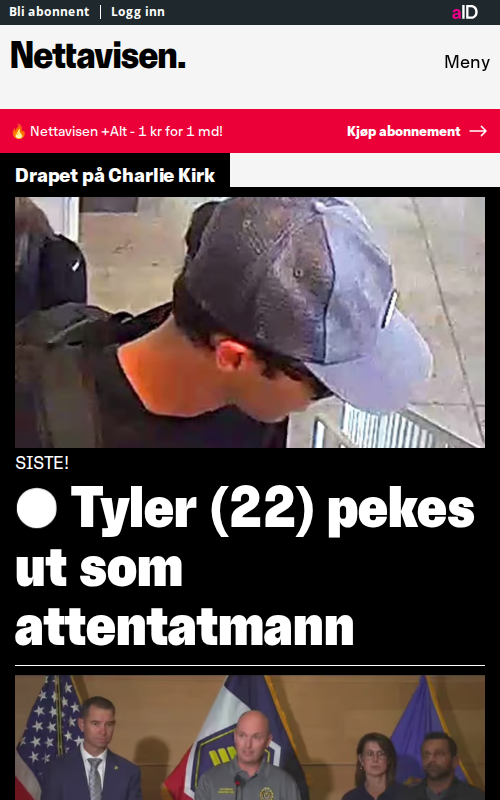 Bli abonnent | Logg inn
aID
Nettavisen.
Meny
🔥 Nettavisen +Alt - 1 kr for 1 md!
Kjøp abonnement →
Drapet på Charlie Kirk
SISTE!
Tyler (22) pekes
ut som
attentatmann